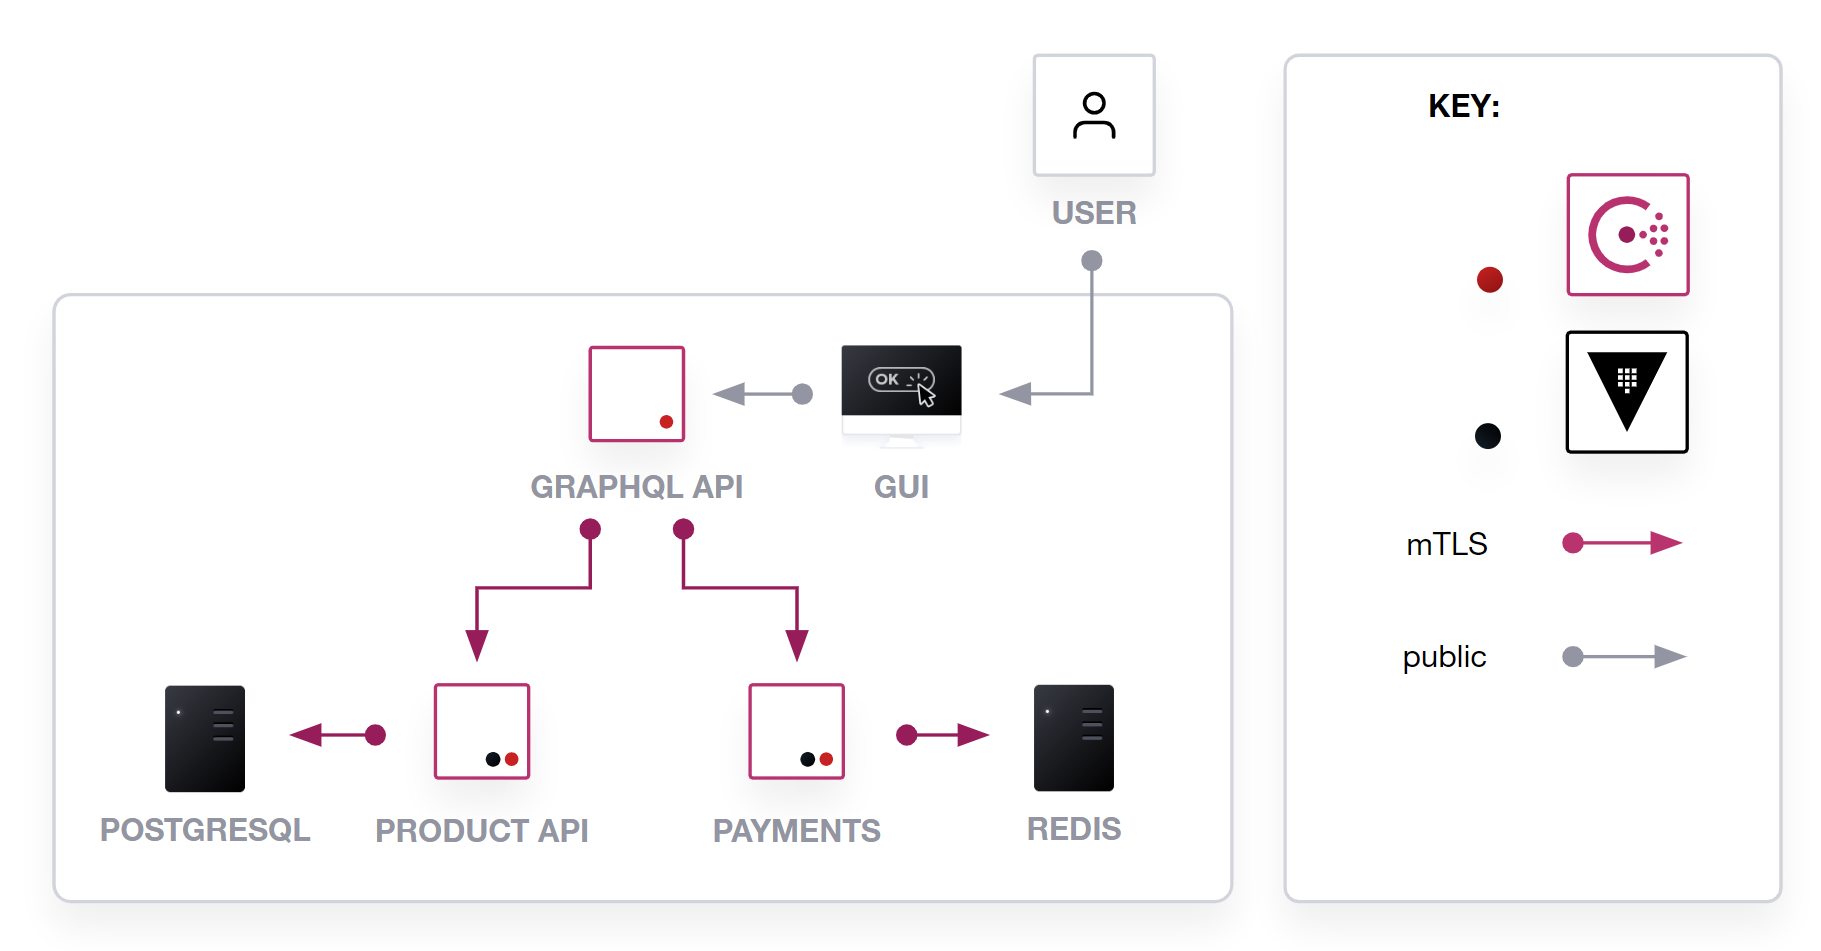 KEY:
USER
OK
GRAPHQL API
GUI
mTLS
public
POSTGRESQL
PRODUCT API
PAYMENTS
REDIS